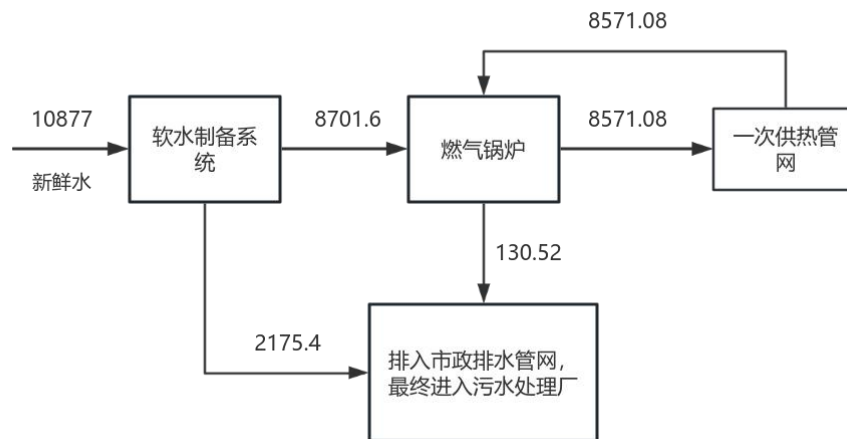 8571.08
10877
新鲜水
软水制备系
统
8701.6
燃气锅炉
8571.08
一次供热管
网
130.52
2175.4
排入市政排水管网，
最终进入污水处理厂